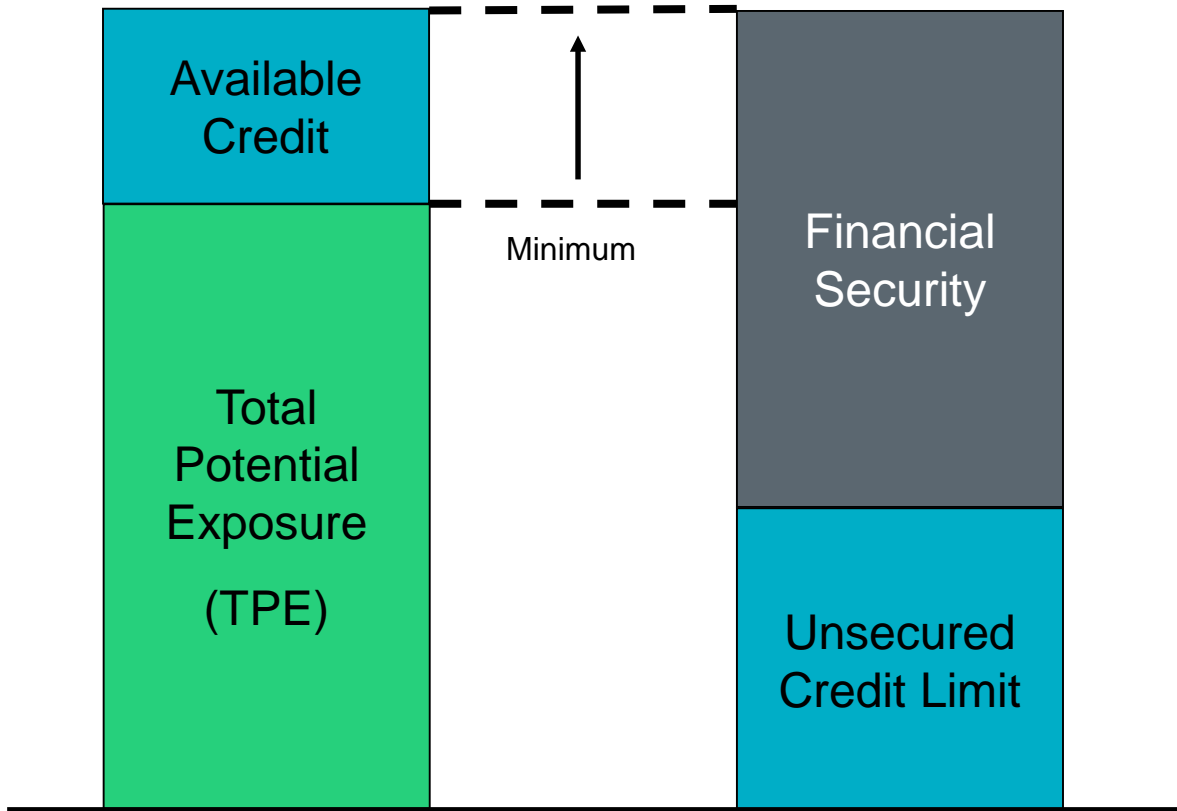 Available
Credit
Total
Potential
Exposure
(TPE)
Minimum
Financial
Security
Unsecured
Credit Limit